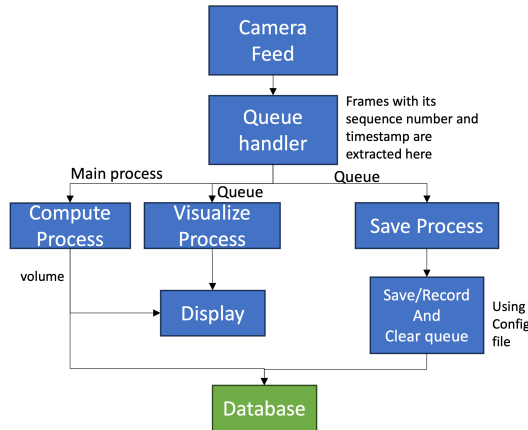 Camera
Feed
Queue
handler
Frames with its
sequence number and
timestamp are
extracted here
Main process
Queue
Queue
Compute
Process
Visualize
Process
Save Process
volume
Display
Save/Record
And
Clear queue
Using
Config
file
Database